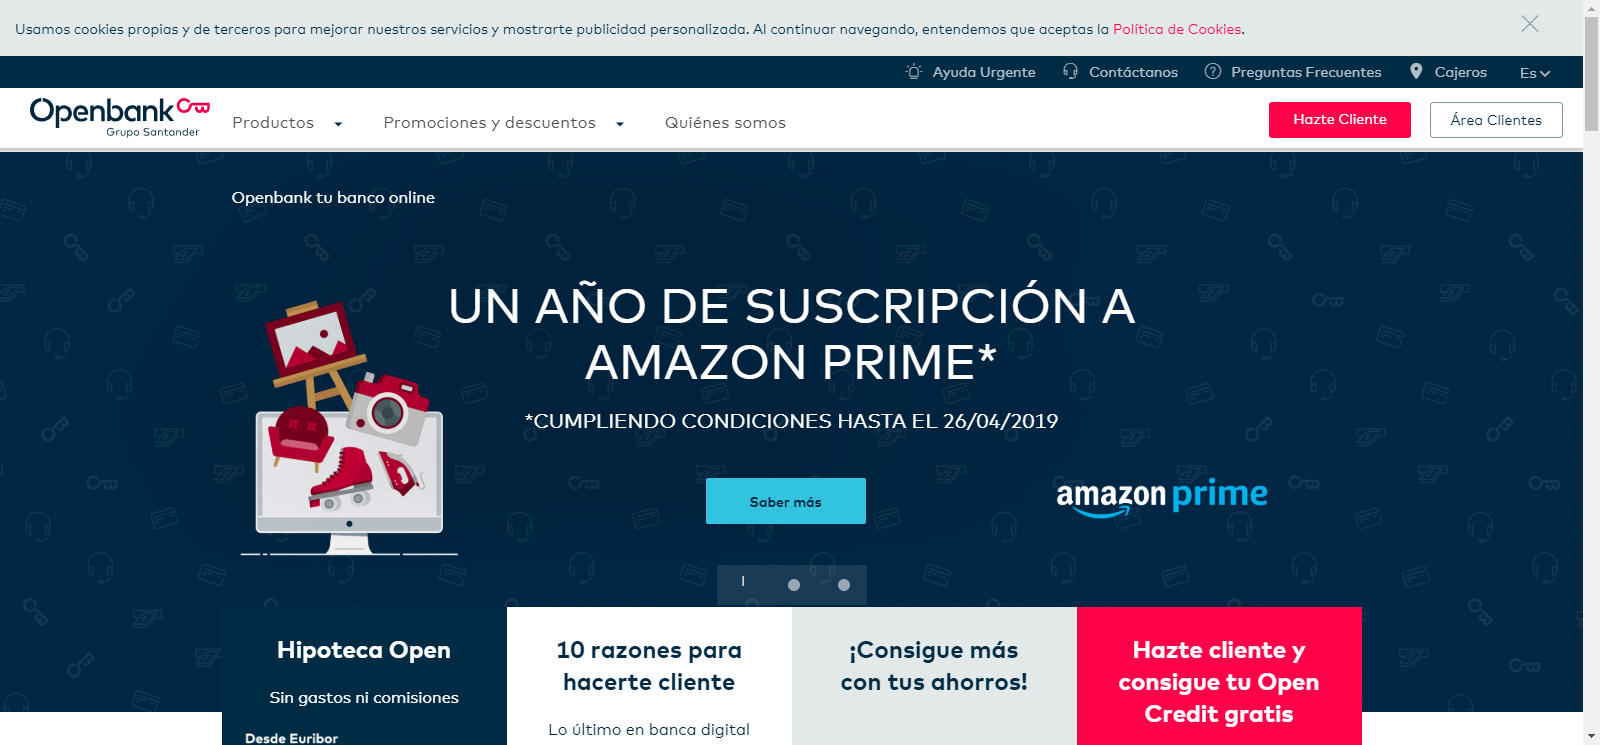 Usamos cookies propias y de terceros para mejorar nuestros servicios y mostrarte publicidad personalizada. Al continuar navegando, entendemos que aceptas la Política de Cookies.
Ayuda Urgente
Contáctanos
Preguntas Frecuentes
Cajeros
Es
Openbank
Grupo Santander
Productos
Promociones y descuentos
Quiénes somos
Hazte Cliente
Área Clientes
Openbank tu banco online
UN AÑO DE SUSCRIPCIÓN A
AMAZON PRIME*
*CUMPLIENDO CONDICIONES HASTA EL 26/04/2019
Saber más
amazon prime
Hipoteca Open
Sin gastos ni comisiones
Desde Euribor
10 razones para
hacerte cliente
Lo último en banca digital
¡Consigue más
con tus ahorros!
Hazte cliente y
consigue tu Open
Credit gratis